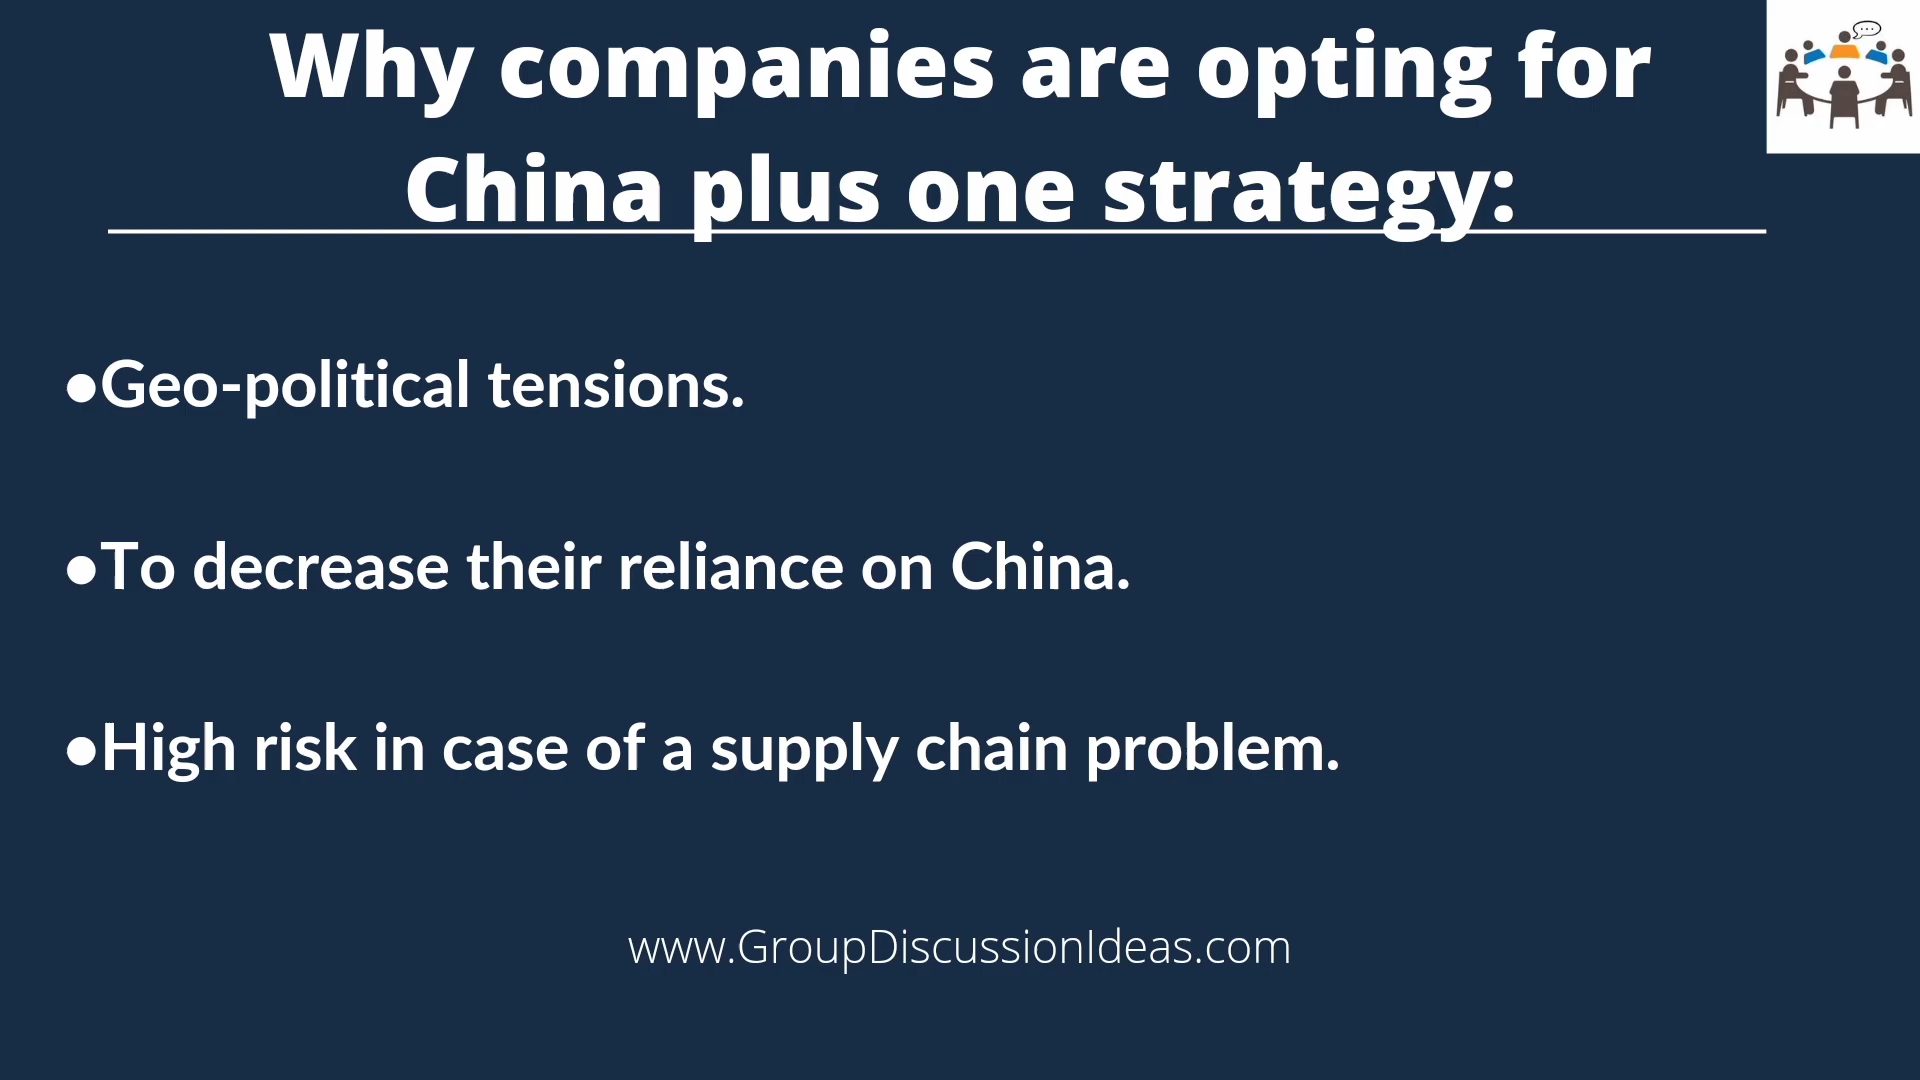 Why companies are opting for
China plus one strategy:
•Geo-political tensions.
•To decrease their reliance on China.
•High risk in case of a supply chain problem.
www.GroupDiscussionIdeas.com